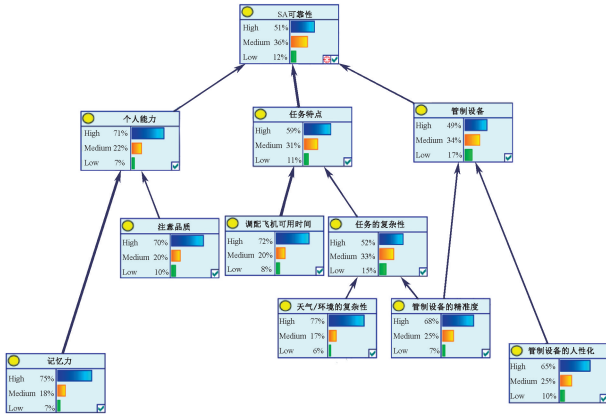 SA可靠性
High 51%
Medium 36%
Low 12%
个人能力
High 71%
Medium 22%
Low 7%
任务特点
High 59%
Medium 31%
Low 11%
管制设备
High 49%
Medium 34%
Low 17%
注意品质
High 70%
Medium 20%
Low 10%
调配飞机可用时间
High 72%
Medium 20%
Low 8%
任务的复杂性
High 52%
Medium 33%
Low 15%
天气/环境的复杂性
High 77%
Medium 17%
Low 6%
管制设备的精准度
High 68%
Medium 25%
Low 7%
记忆力
High 75%
Medium 18%
Low 7%
管制设备的人性化
High 65%
Medium 25%
Low 10%